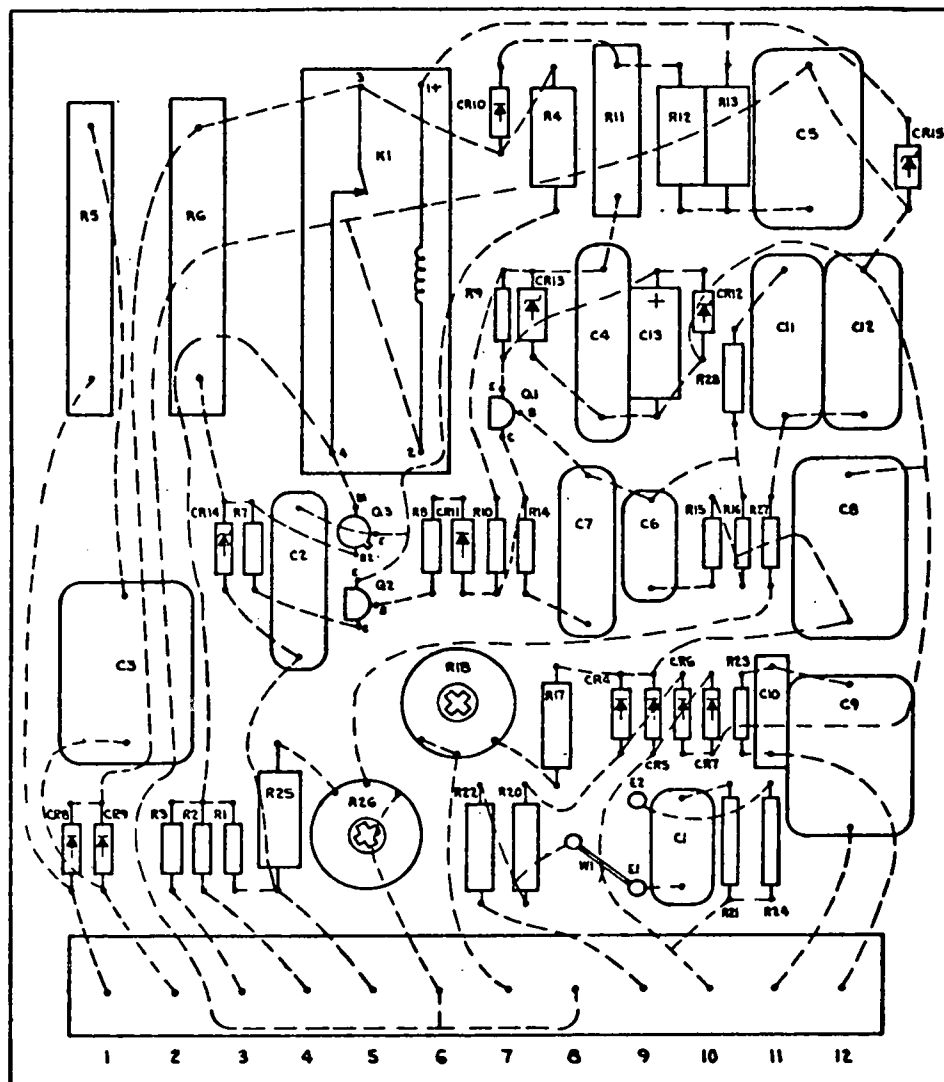 3
1+
CR10
R4
R11
R12
R13
C5
CR15
K1
R5
R6
R9
CR13
C4
+
C13
CR12
C11
C12
R28
E
Q1
B
C
4
2
B1
CR14
R7
C2
Q3
E
B2
R8
CR11
R10
R14
C7
C6
R15
R16
R27
C8
E
Q2
B
C
C3
R18
R17
CR4
CR6
R23
C10
C9
CR5
CR7
R25
R26
R22
R20
E2
C1
CR8
CR9
R3
R2
R1
W1
E1
R21
R24
1 2 3 4 5 6 7 8 9 10 11 12